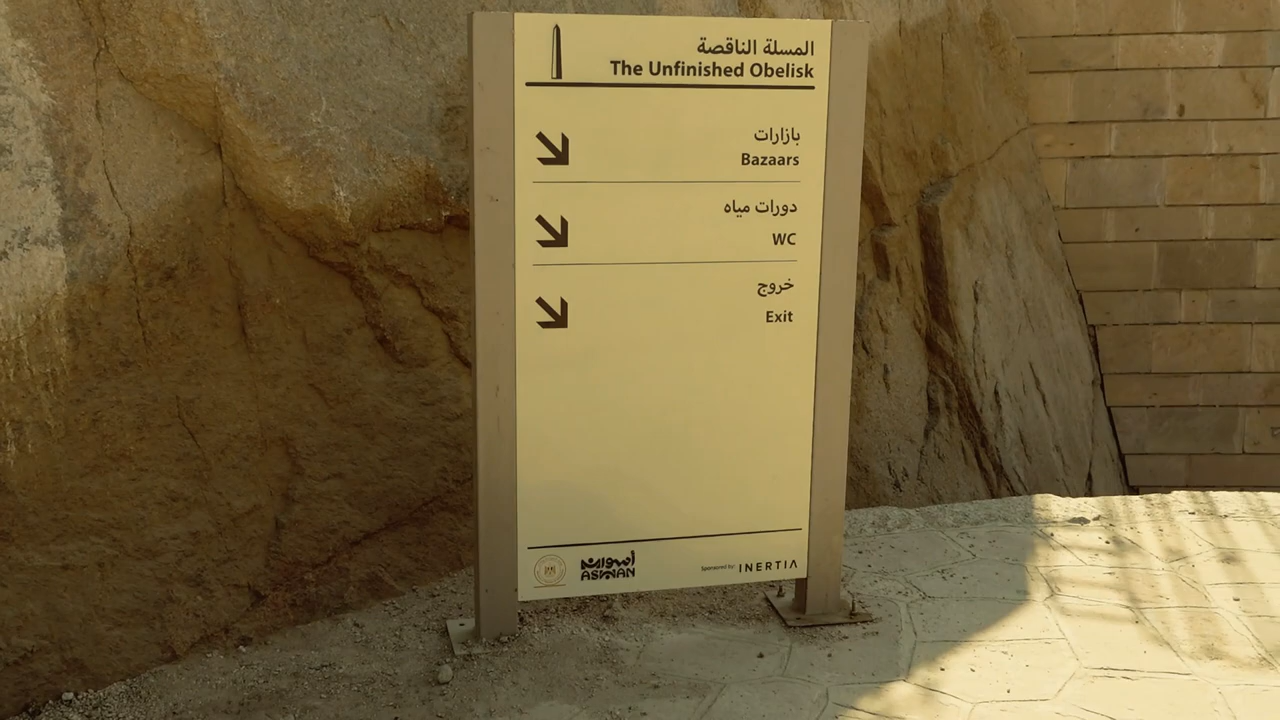 المسلة الناقصة
The Unfinished Obelisk
بازارات
Bazaars
دورات مياه
WC
خروج
Exit
أسوان
ASWAN
Sponsored by: INERTIA